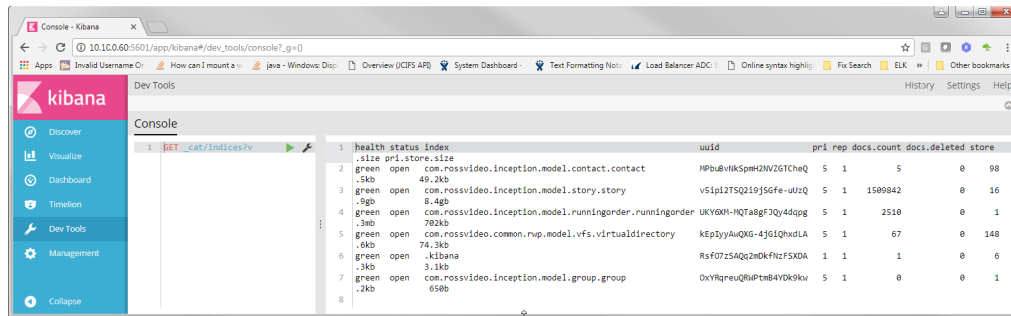 Console - Kibana
10.10.0.60:5601/app/kibana#/dev_tools/console?_g=()
Apps Invalid Username Or How can I mount a w java - Windows: Displ Overview (JCIFS API) System Dashboard - Text Formatting Nota Load Balancer ADC: S Online syntax highlig Fix Search ELK » Other bookmarks
kibana
Discover
Visualize
Dashboard
Timelion
Dev Tools
Management
Collapse
Dev Tools
History Settings Help
Console
1 GET _cat/indices?v
1 health status index uuid pri rep docs.count docs.deleted store
.size pri.store.size
2 green open com.rossvideo.inception.model.contact.contact MPbuBvNkSpmH2NVZGTCheQ 5 1 5 0 98
.5kb 49.2kb
3 green open com.rossvideo.inception.model.story.story v5ipi2TSQ2i9jSGfe-uUzQ 5 1 1509842 0 16
.9gb 8.4gb
4 green open com.rossvideo.inception.model.runningorder.runningorder UKY6XM-MQTa8gFJQy4dqpg 5 1 2510 0 1
.3mb 702kb
5 green open com.rossvideo.common.rwp.model.vfs.virtualdirectory kEpIyyAwQXG-4jGiQhxdLA 5 1 67 0 148
.6kb 74.3kb
6 green open .kibana RsfO7zSAQq2mDkfNzF5XDA 1 1 1 0 6
.3kb 3.1kb
7 green open com.rossvideo.inception.model.group.group OxYRqreuQRWPtmB4YDk9kw 5 1 0 0 1
.2kb 650b
8